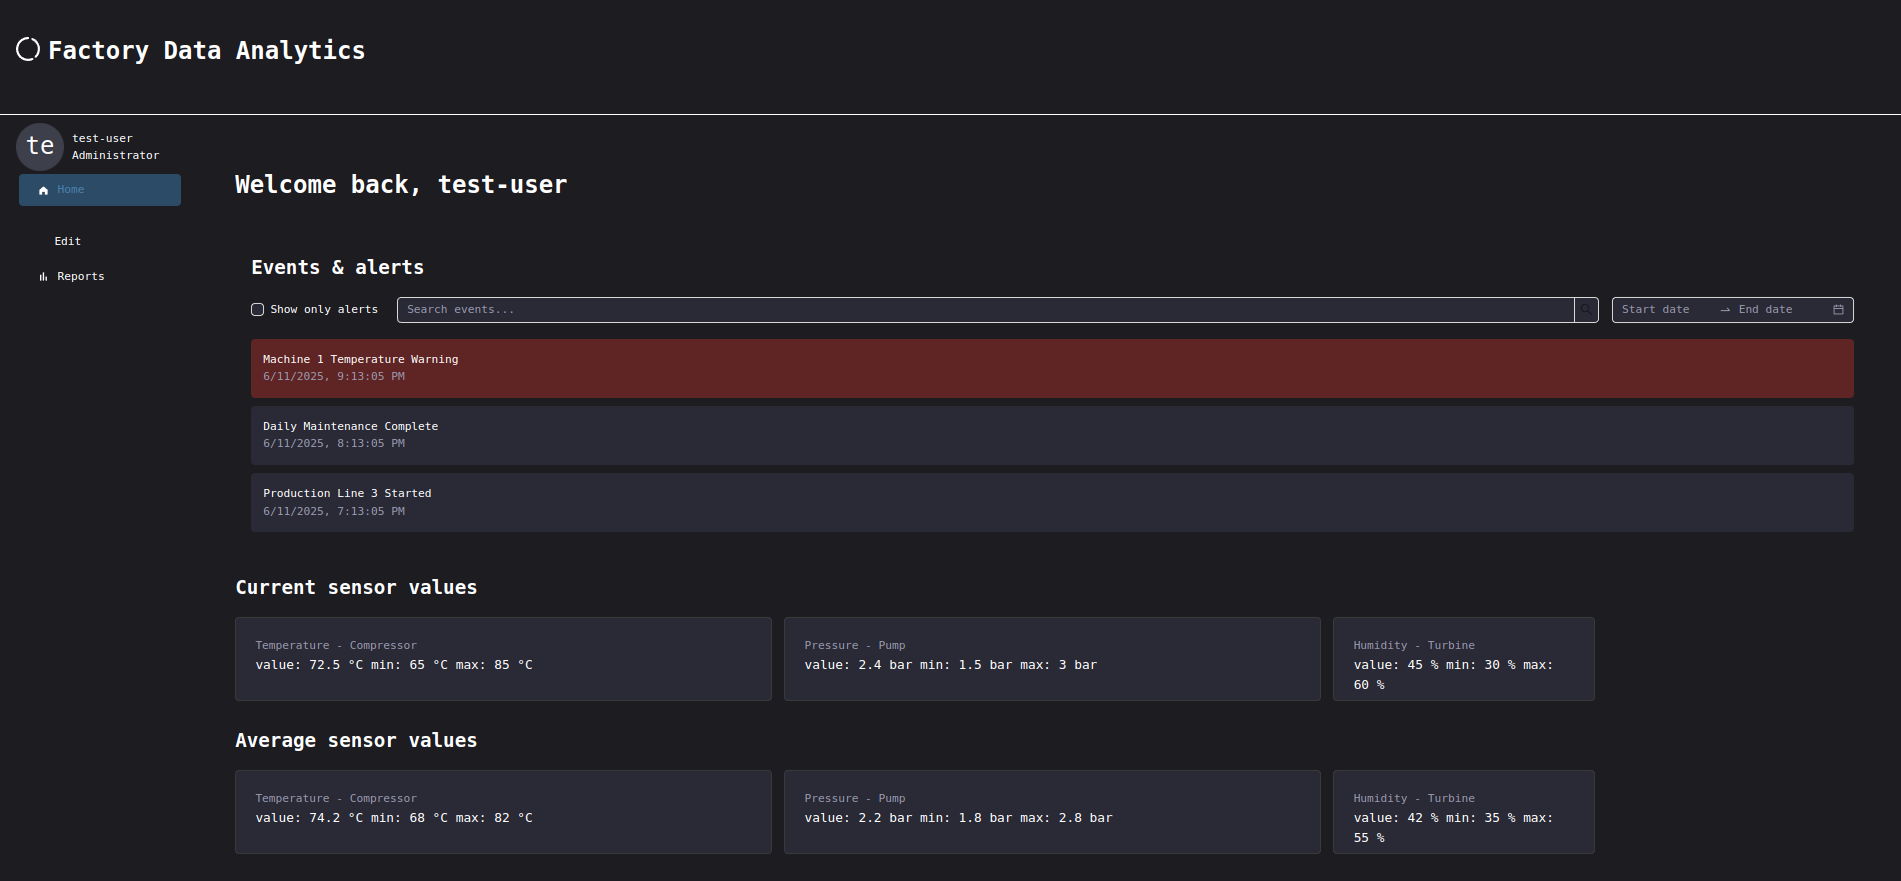 Factory Data Analytics
te
test-user
Administrator
Home
Edit
Reports
Welcome back, test-user
Events & alerts
Show only alerts
Search events...
Start date
End date
Machine 1 Temperature Warning
6/11/2025, 9:13:05 PM
Daily Maintenance Complete
6/11/2025, 8:13:05 PM
Production Line 3 Started
6/11/2025, 7:13:05 PM
Current sensor values
Temperature - Compressor
value: 72.5 °C min: 65 °C max: 85 °C
Pressure - Pump
value: 2.4 bar min: 1.5 bar max: 3 bar
Humidity - Turbine
value: 45 % min: 30 % max:
60 %
Average sensor values
Temperature - Compressor
value: 74.2 °C min: 68 °C max: 82 °C
Pressure - Pump
value: 2.2 bar min: 1.8 bar max: 2.8 bar
Humidity - Turbine
value: 42 % min: 35 % max:
55 %